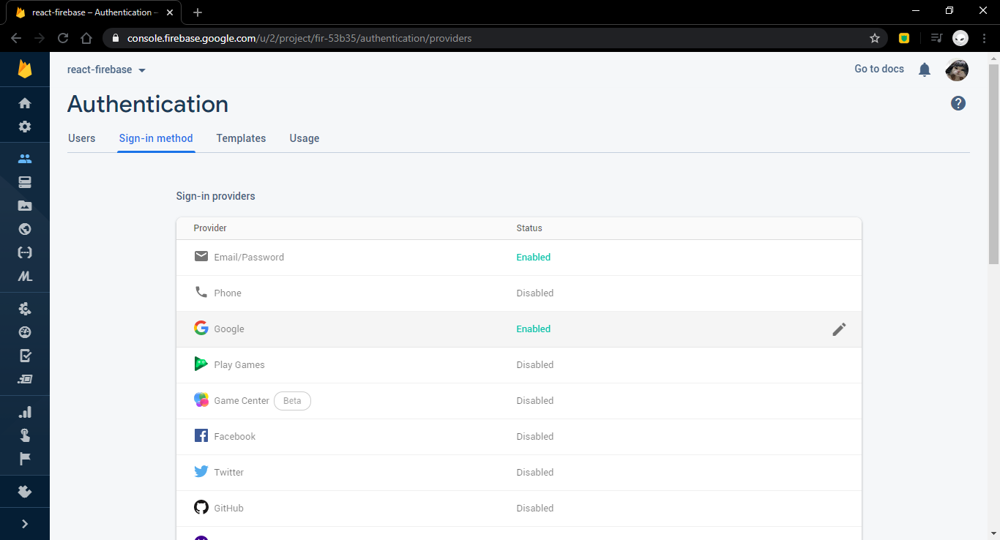 react-firebase – Authentication –
console.firebase.google.com/u/2/project/fir-53b35/authentication/providers
react-firebase
Go to docs
Authentication
Users Sign-in method Templates Usage
Sign-in providers
Provider Status
Email/Password Enabled
Phone Disabled
Google Enabled
Play Games Disabled
Game Center Beta Disabled
Facebook Disabled
Twitter Disabled
GitHub Disabled